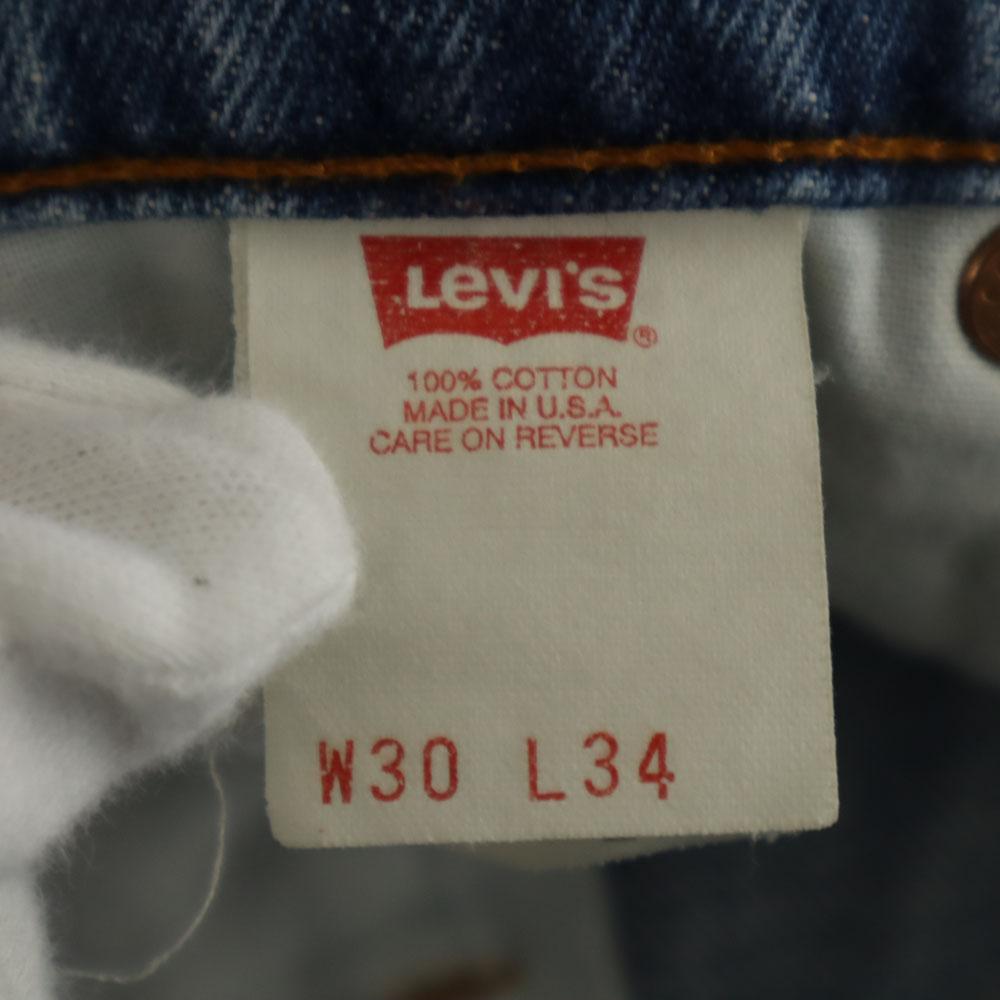 LEVI'S ®
100% COTTON
MADE IN U.S.A.
CARE ON REVERSE
W30 L34